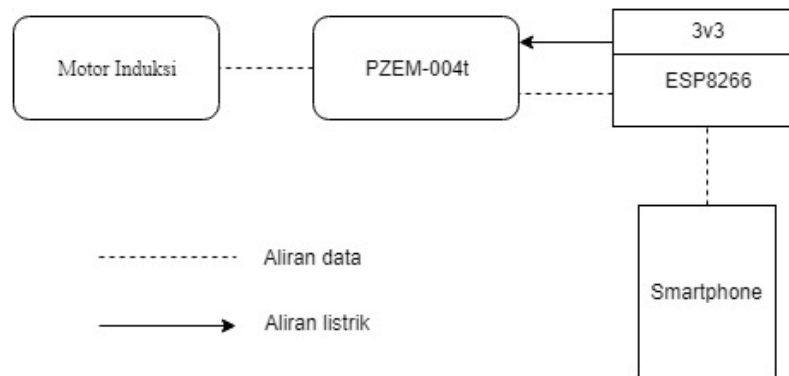 3v3
Motor Induksi
PZEM-004t
ESP8266
Aliran data
Smartphone
Aliran listrik